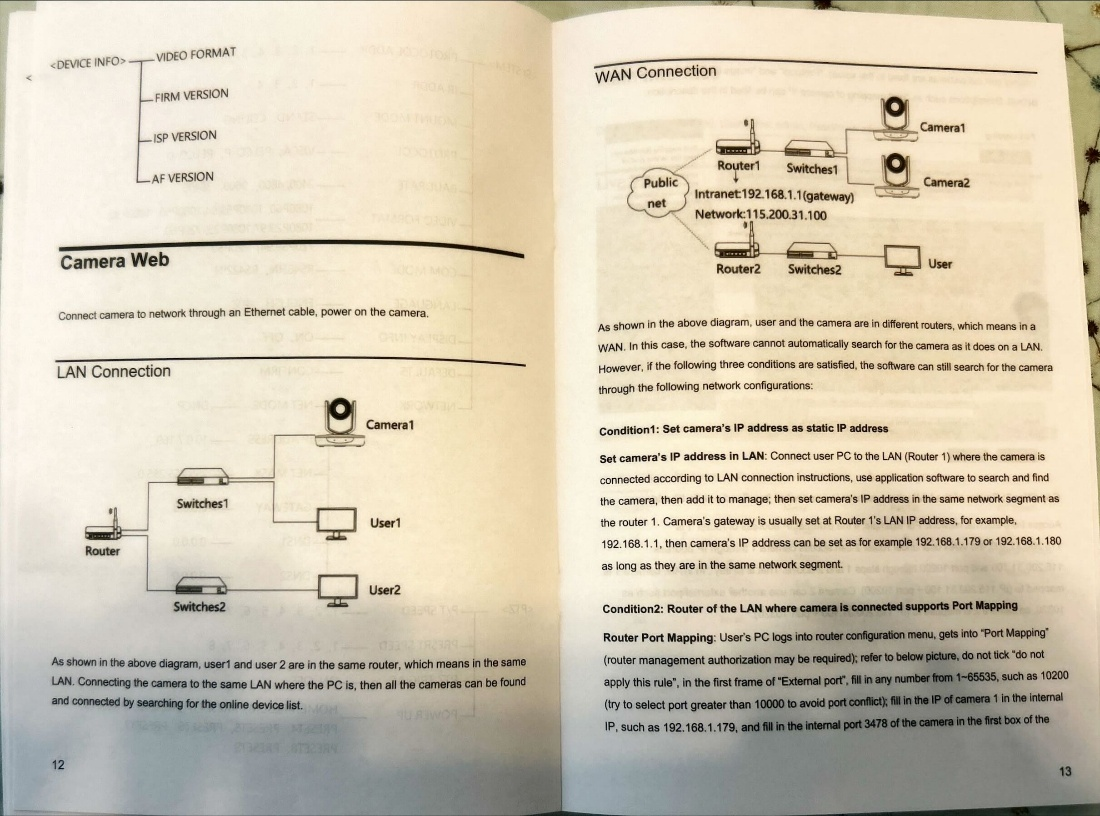 <DEVICE INFO>
VIDEO FORMAT
FIRM VERSION
ISP VERSION
AF VERSION
<
Camera Web
Connect camera to network through an Ethernet cable, power on the camera.
LAN Connection
Camera1
Switches1
User1
Router
User2
Switches2
As shown in the above diagram, user1 and user 2 are in the same router, which means in the same
LAN. Connecting the camera to the same LAN where the PC is, then all the cameras can be found
and connected by searching for the online device list.
12
WAN Connection
Camera1
Router1
Switches1
Camera2
Public
net
Intranet:192.168.1.1(gateway)
Network:115.200.31.100
Router2
Switches2
User
As shown in the above diagram, user and the camera are in different routers, which means in a
WAN. In this case, the software cannot automatically search for the camera as it does on a LAN.
However, if the following three conditions are satisfied, the software can still search for the camera
through the following network configurations:
Condition1: Set camera's IP address as static IP address
Set camera's IP address in LAN: Connect user PC to the LAN (Router 1) where the camera is
connected according to LAN connection instructions, use application software to search and find
the camera, then add it to manage; then set camera's IP address in the same network segment as
the router 1. Camera's gateway is usually set at Router 1's LAN IP address, for example,
192.168.1.1, then camera's IP address can be set as for example 192.168.1.179 or 192.168.1.180
as long as they are in the same network segment.
Condition2: Router of the LAN where camera is connected supports Port Mapping
Router Port Mapping: User's PC logs into router configuration menu, gets into "Port Mapping"
(router management authorization may be required); refer to below picture, do not tick "do not
apply this rule", in the first frame of "External port", fill in any number from 1~65535, such as 10200
(try to select port greater than 10000 to avoid port conflict); fill in the IP of camera 1 in the internal
IP, such as 192.168.1.179, and fill in the internal port 3478 of the camera in the first box of the
13